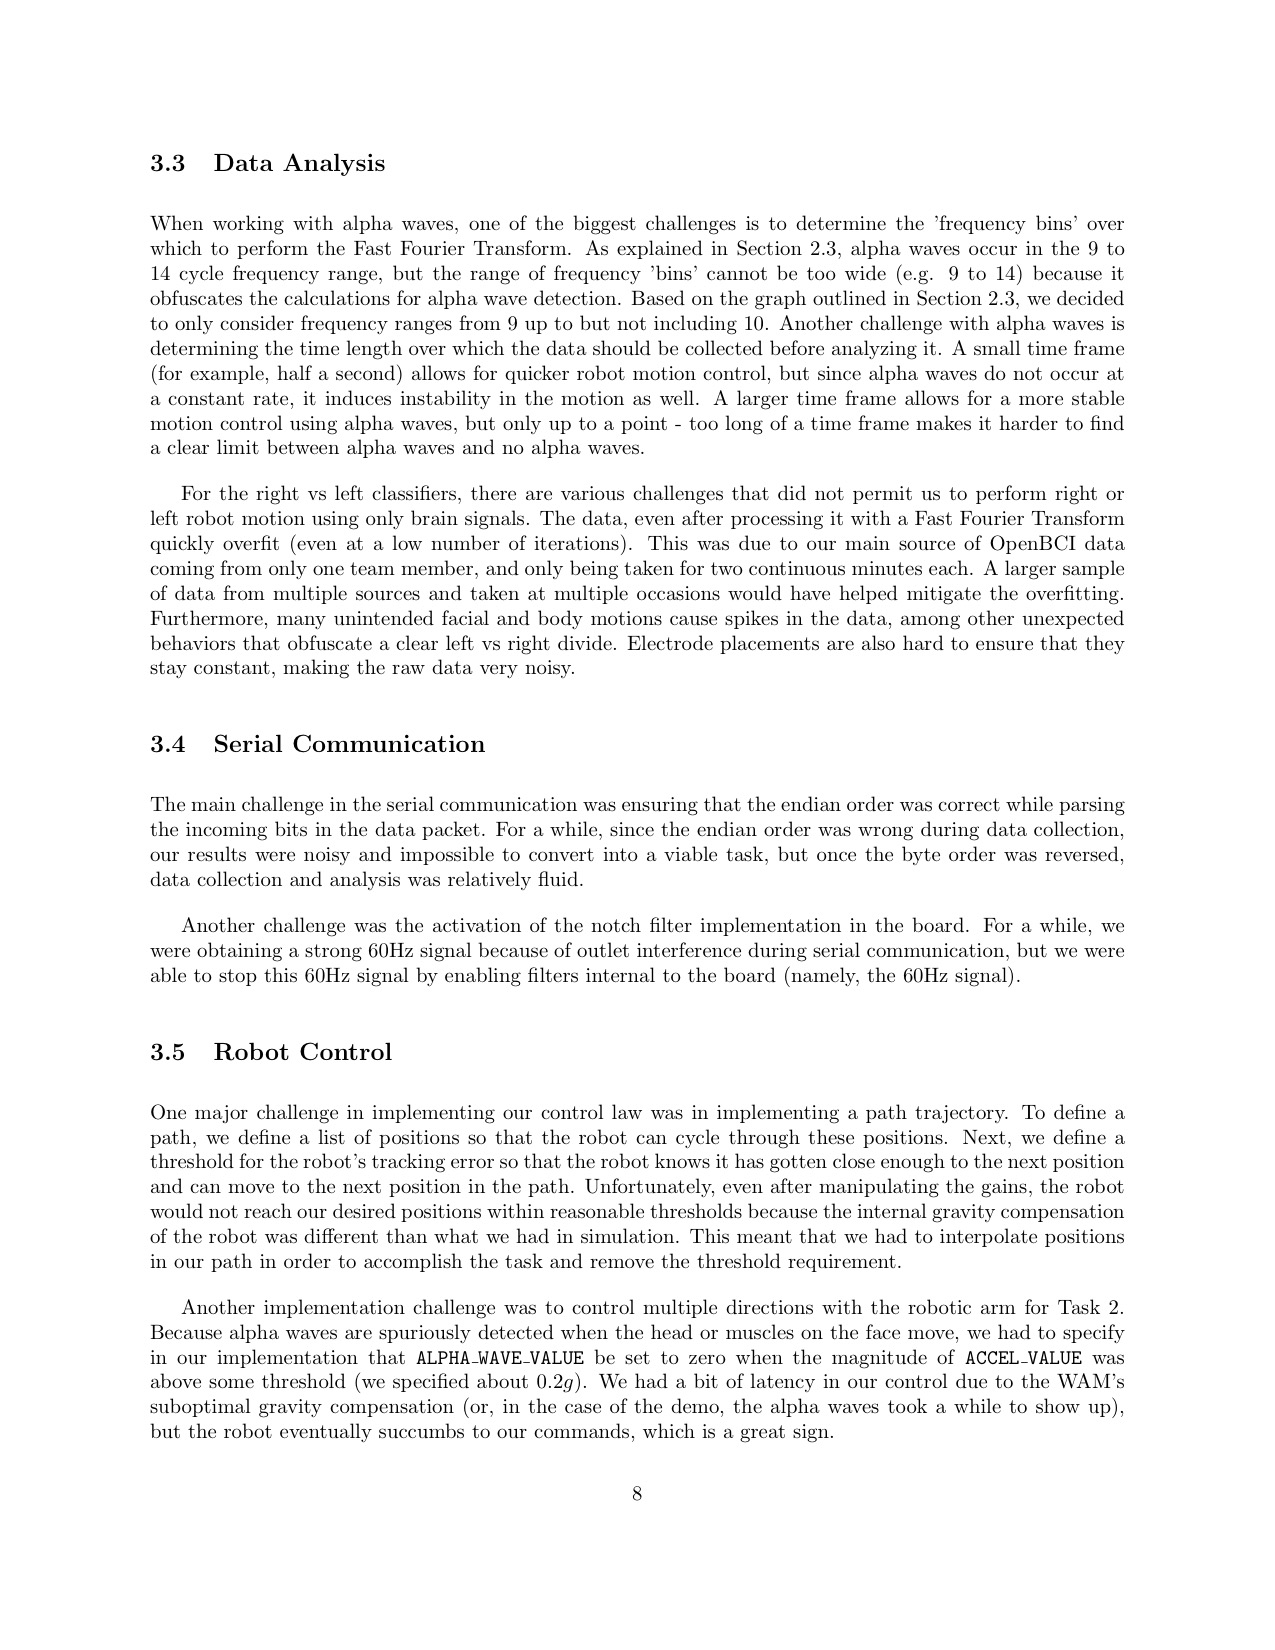 3.3 Data Analysis
When working with alpha waves, one of the biggest challenges is to determine the 'frequency bins' over
which to perform the Fast Fourier Transform. As explained in Section 2.3, alpha waves occur in the 9 to
14 cycle frequency range, but the range of frequency 'bins' cannot be too wide (e.g. 9 to 14) because it
obfuscates the calculations for alpha wave detection. Based on the graph outlined in Section 2.3, we decided
to only consider frequency ranges from 9 up to but not including 10. Another challenge with alpha waves is
determining the time length over which the data should be collected before analyzing it. A small time frame
(for example, half a second) allows for quicker robot motion control, but since alpha waves do not occur at
a constant rate, it induces instability in the motion as well. A larger time frame allows for a more stable
motion control using alpha waves, but only up to a point - too long of a time frame makes it harder to find
a clear limit between alpha waves and no alpha waves.
For the right vs left classifiers, there are various challenges that did not permit us to perform right or
left robot motion using only brain signals. The data, even after processing it with a Fast Fourier Transform
quickly overfit (even at a low number of iterations). This was due to our main source of OpenBCI data
coming from only one team member, and only being taken for two continuous minutes each. A larger sample
of data from multiple sources and taken at multiple occasions would have helped mitigate the overfitting.
Furthermore, many unintended facial and body motions cause spikes in the data, among other unexpected
behaviors that obfuscate a clear left vs right divide. Electrode placements are also hard to ensure that they
stay constant, making the raw data very noisy.
3.4 Serial Communication
The main challenge in the serial communication was ensuring that the endian order was correct while parsing
the incoming bits in the data packet. For a while, since the endian order was wrong during data collection,
our results were noisy and impossible to convert into a viable task, but once the byte order was reversed,
data collection and analysis was relatively fluid.
Another challenge was the activation of the notch filter implementation in the board. For a while, we
were obtaining a strong 60Hz signal because of outlet interference during serial communication, but we were
able to stop this 60Hz signal by enabling filters internal to the board (namely, the 60Hz signal).
3.5 Robot Control
One major challenge in implementing our control law was in implementing a path trajectory. To define a
path, we define a list of positions so that the robot can cycle through these positions. Next, we define a
threshold for the robot's tracking error so that the robot knows it has gotten close enough to the next position
and can move to the next position in the path. Unfortunately, even after manipulating the gains, the robot
would not reach our desired positions within reasonable thresholds because the internal gravity compensation
of the robot was different than what we had in simulation. This meant that we had to interpolate positions
in our path in order to accomplish the task and remove the threshold requirement.
Another implementation challenge was to control multiple directions with the robotic arm for Task 2.
Because alpha waves are spuriously detected when the head or muscles on the face move, we had to specify
in our implementation that ALPHA_WAVE_VALUE be set to zero when the magnitude of ACCEL_VALUE was
above some threshold (we specified about 0.2g). We had a bit of latency in our control due to the WAM's
suboptimal gravity compensation (or, in the case of the demo, the alpha waves took a while to show up),
but the robot eventually succumbs to our commands, which is a great sign.
8